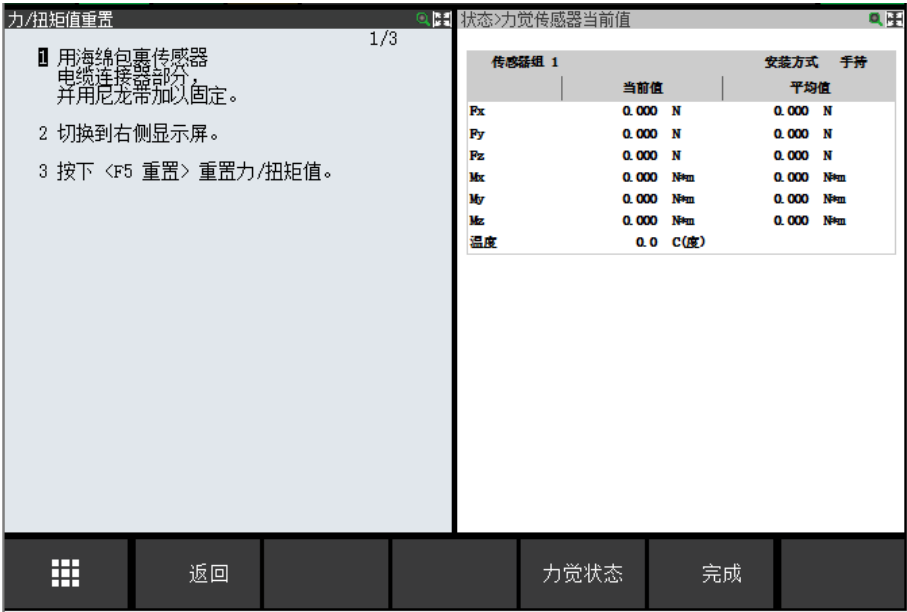 力/扭矩值重置
1/3
1 用海绵包裹传感器
电缆连接器部分,
并用尼龙带加以固定。
2 切换到右侧显示屏。
3 按下 <F5 重置> 重置力/扭矩值。
状态>力觉传感器当前值
传感器组 1 安装方式 手持
当前值 平均值
Fx 0.000 N 0.000 N
Fy 0.000 N 0.000 N
Fz 0.000 N 0.000 N
Mx 0.000 N*m 0.000 N*m
My 0.000 N*m 0.000 N*m
Mz 0.000 N*m 0.000 N*m
温度 0.0 C(度)
返回 力觉状态 完成